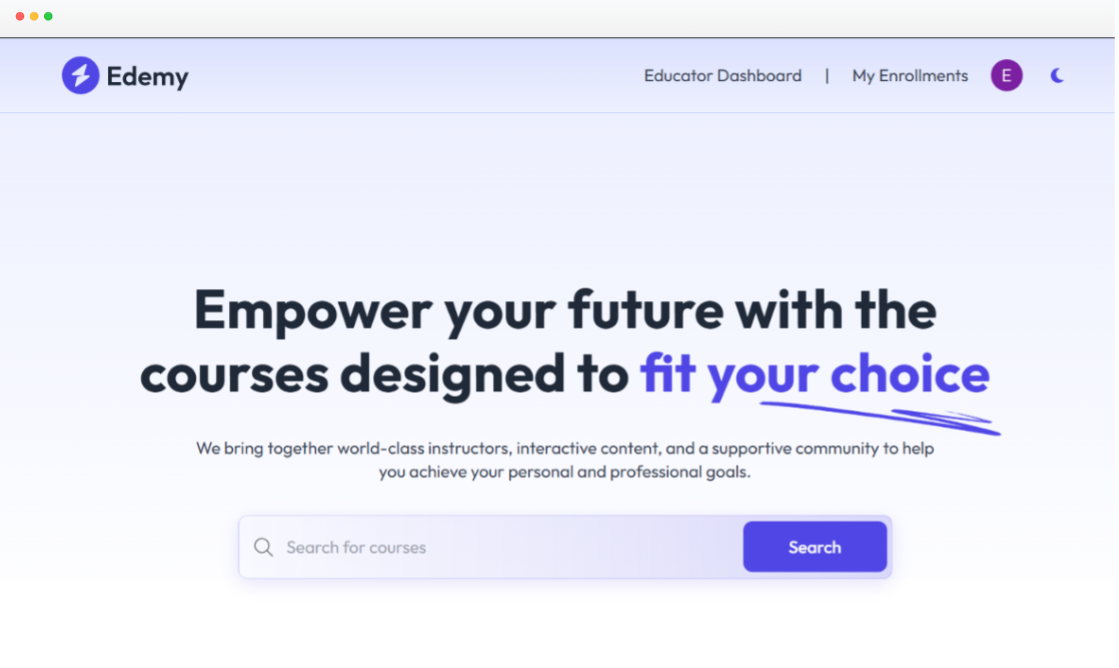 Edemy
Educator Dashboard | My Enrollments E
Empower your future with the
courses designed to fit your choice
We bring together world-class instructors, interactive content, and a supportive community to help
you achieve your personal and professional goals.
Search for courses Search